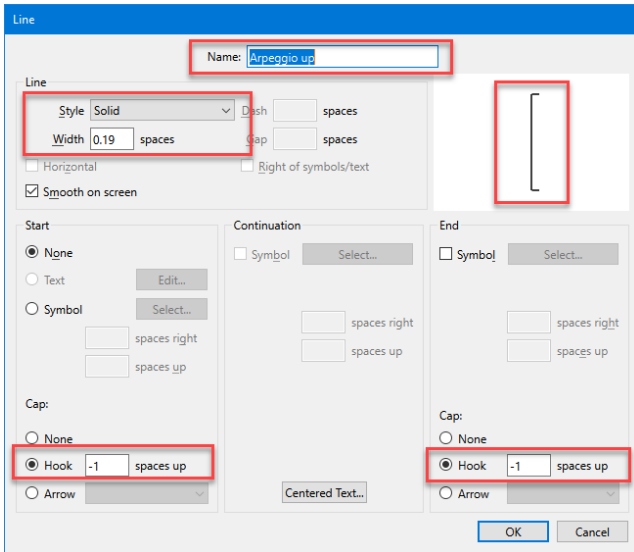 Line
Name: Arpeggio up
Line
Style Solid Dash spaces
Width 0.19 spaces Gap spaces
Horizontal Right of symbols/text
Smooth on screen
Start
None
Text Edit...
Symbol Select...
spaces right
spaces up
Cap:
None
Hook -1 spaces up
Arrow
Continuation
Symbol Select...
spaces right
spaces up
Centered Text...
End
Symbol Select...
spaces right
spaces up
Cap:
None
Hook -1 spaces up
Arrow
OK Cancel